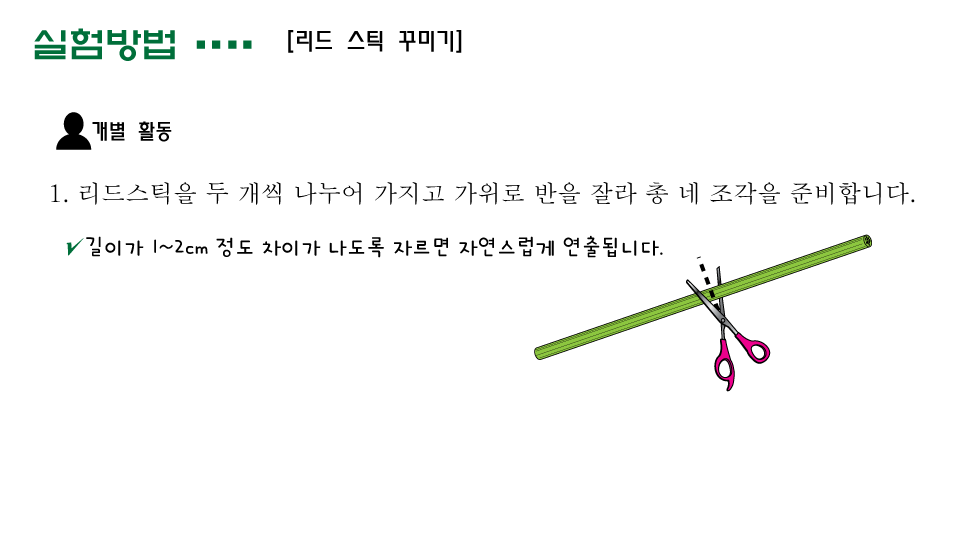 실험방법 .... [리드 스틱 꾸미기]
개별 활동
1. 리드스틱을 두 개씩 나누어 가지고 가위로 반을 잘라 총 네 조각을 준비합니다.
✓길이가 1~2cm 정도 차이가 나도록 자르면 자연스럽게 연출됩니다.